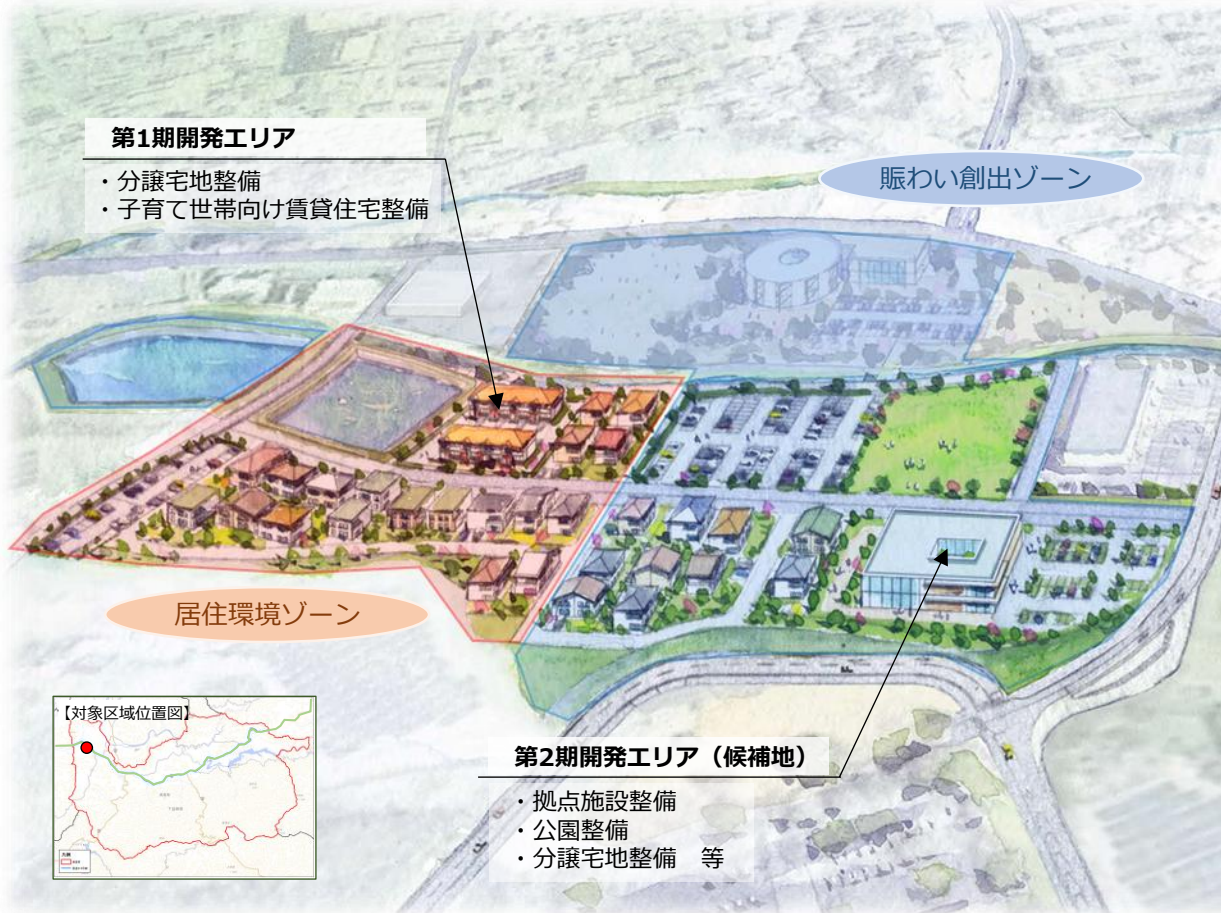 第1期開発エリア
・分譲宅地整備
・子育て世帯向け賃貸住宅整備
賑わい創出ゾーン
居住環境ゾーン
【対象区域位置図】
第2期開発エリア（候補地）
・拠点施設整備
・公園整備
・分譲宅地整備　等